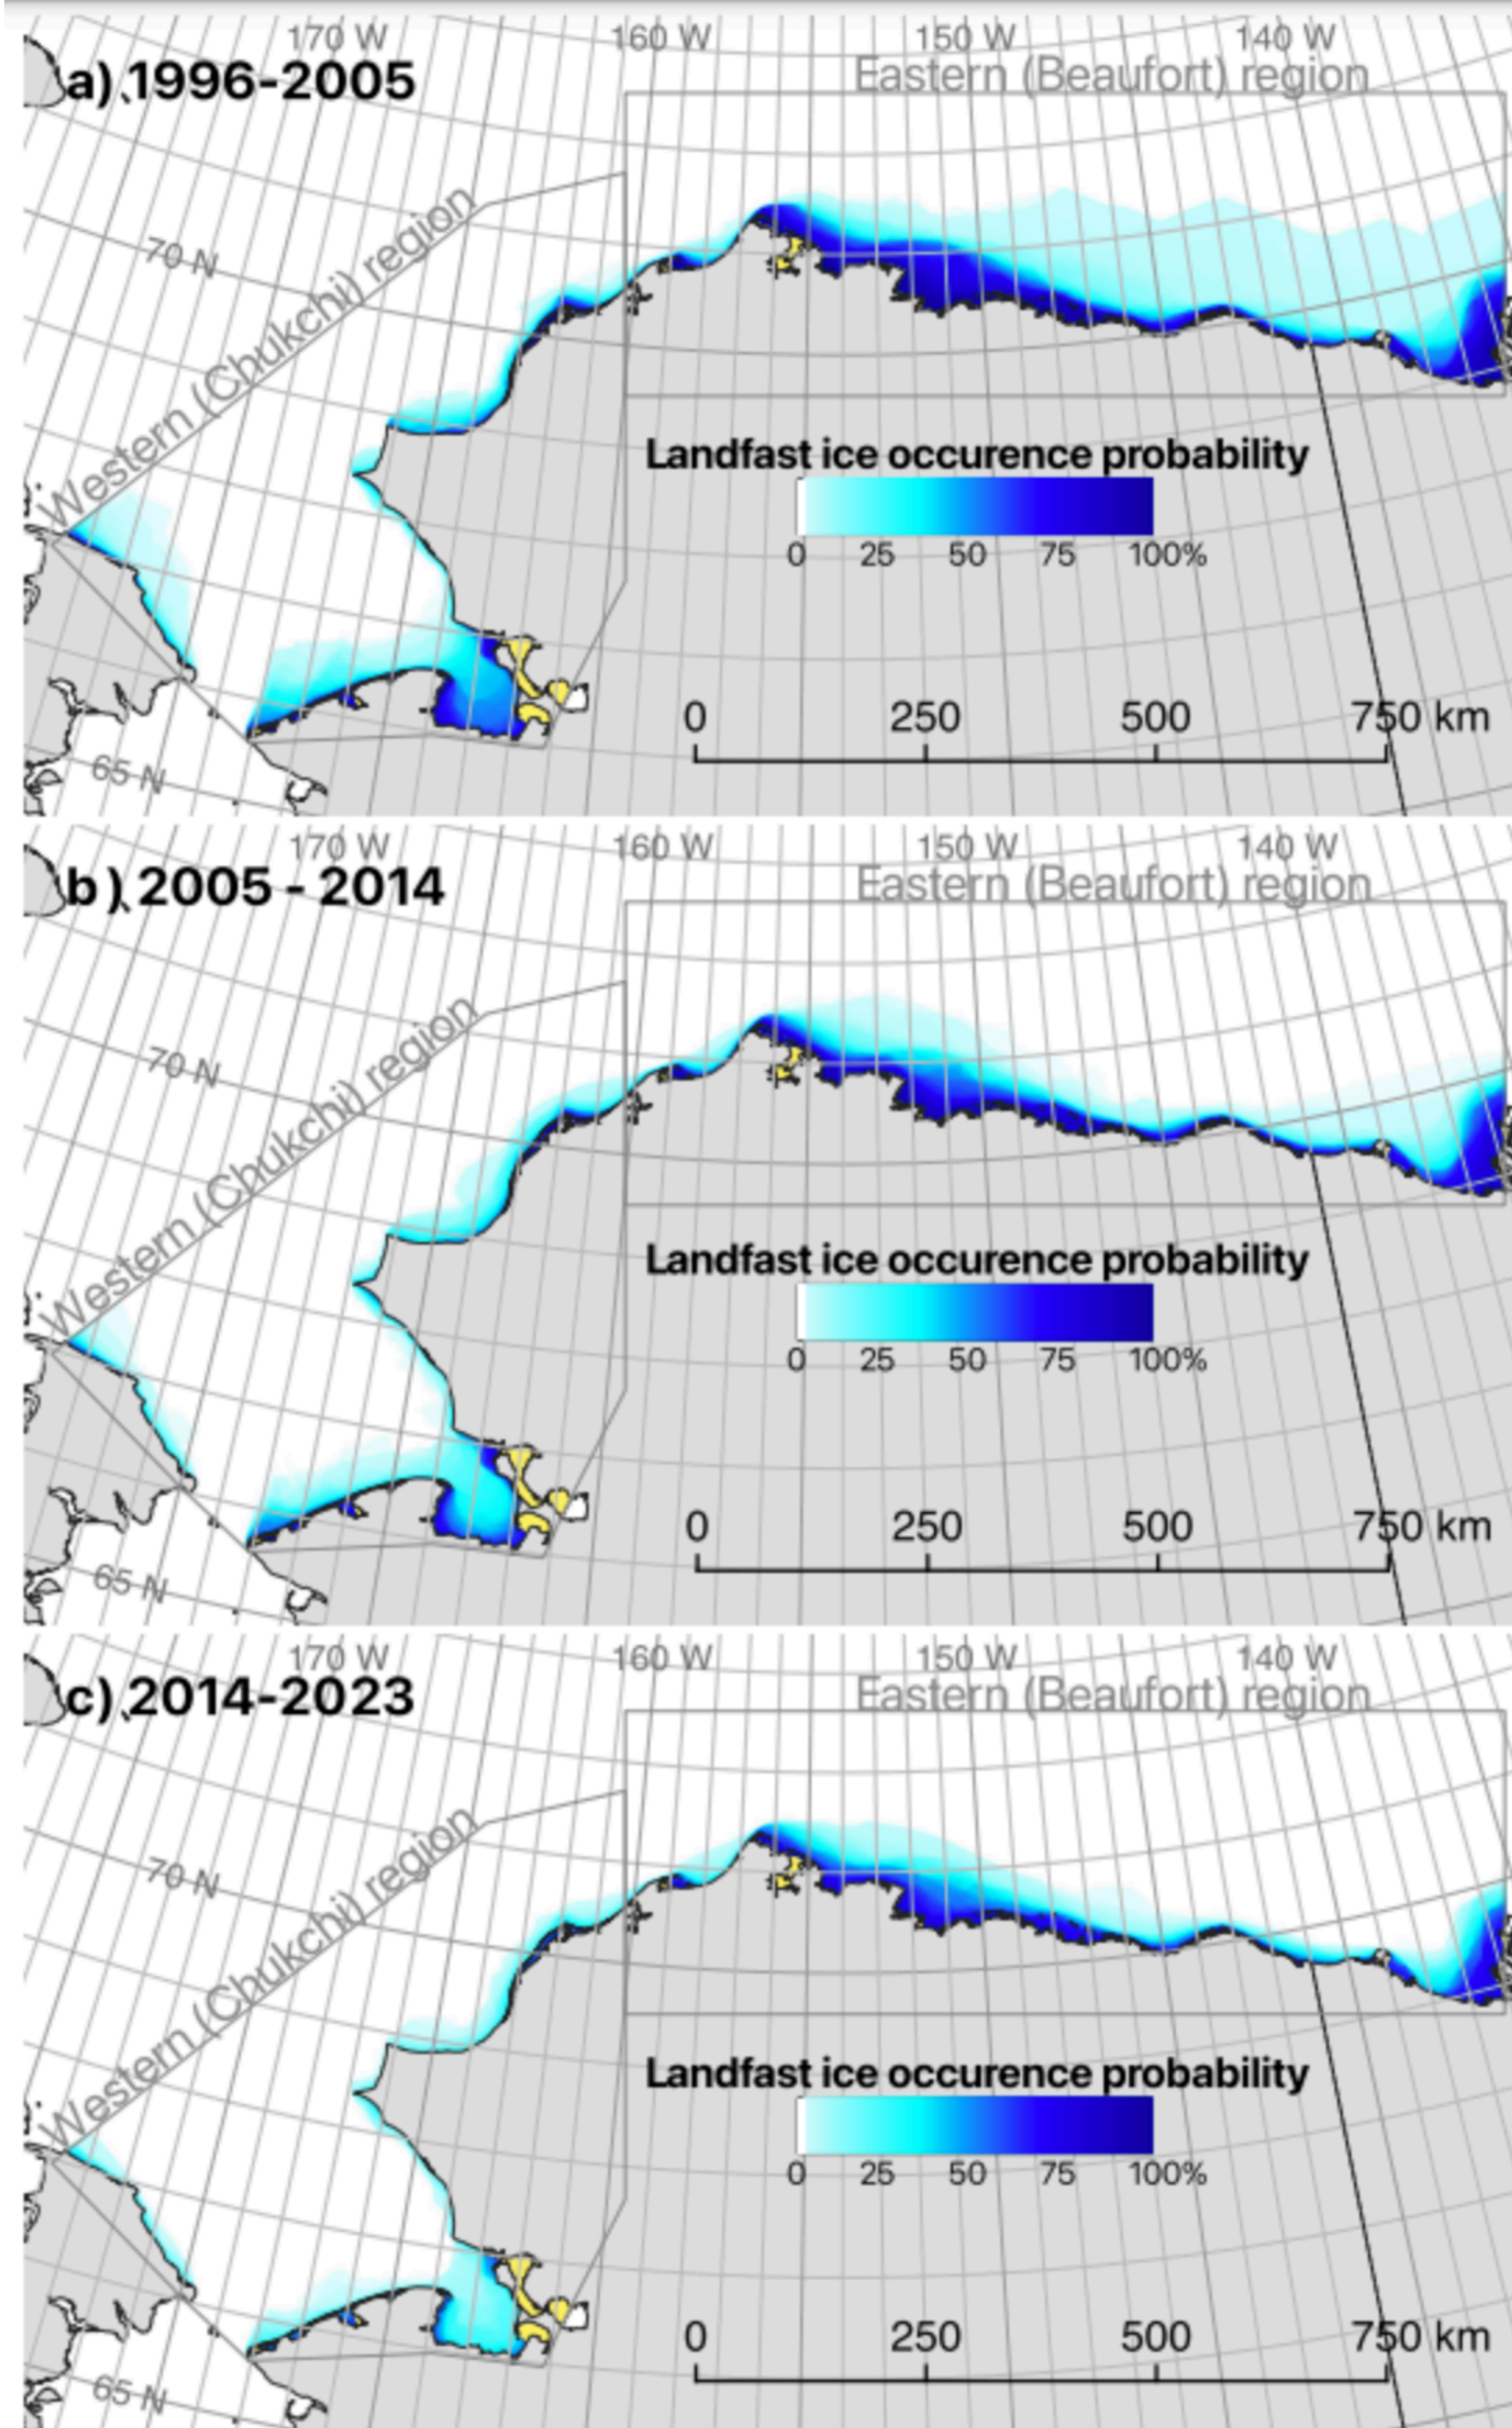 170 W 160 W 150 W 140 W
a) 1996-2005
Eastern (Beaufort) region
Western (Chukchi) region
70 N
Landfast ice occurence probability
0 25 50 75 100%
0 250 500 750 km
65 N
170 W 160 W 150 W 140 W
b ) 2005 - 2014
Eastern (Beaufort) region
Western (Chukchi) region
70 N
Landfast ice occurence probability
0 25 50 75 100%
0 250 500 750 km
65 N
170 W 160 W 150 W 140 W
c) 2014-2023
Eastern (Beaufort) region
Western (Chukchi) region
70 N
Landfast ice occurence probability
0 25 50 75 100%
0 250 500 750 km
65 N